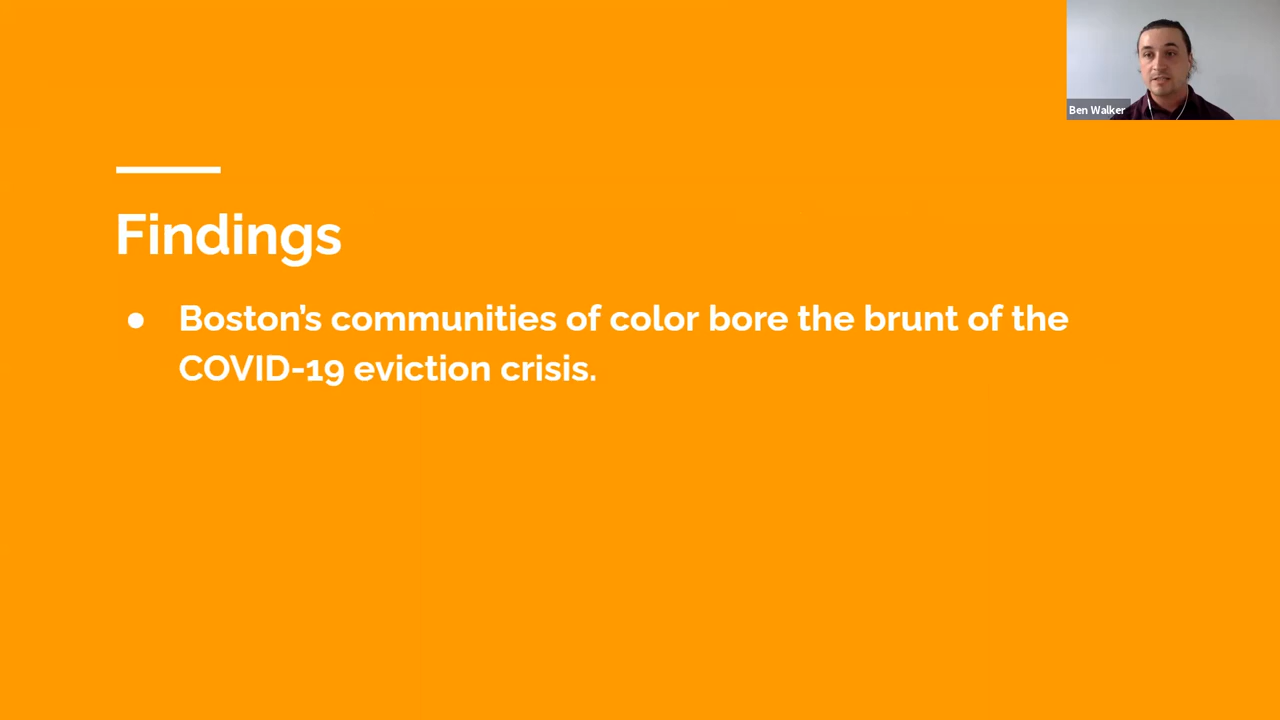 Ben Walker
Findings
● Boston’s communities of color bore the brunt of the
COVID-19 eviction crisis.